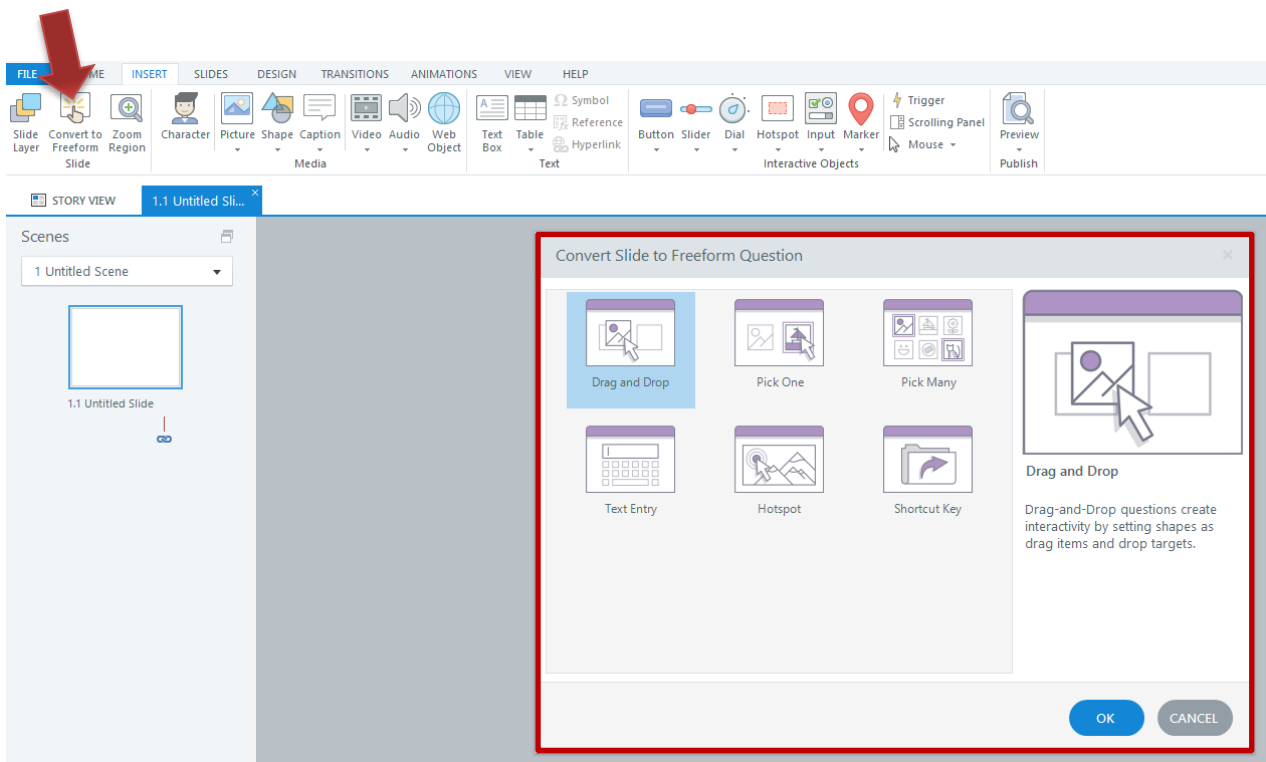 FILE ME INSERT SLIDES DESIGN TRANSITIONS ANIMATIONS VIEW HELP
Slide Layer
Convert to Freeform
Zoom Region
Slide
Character
Picture
Shape
Caption
Video
Audio
Web Object
Media
Text Box
Table
Symbol
Reference
Hyperlink
Text
Button
Slider
Dial
Hotspot
Input
Marker
Trigger
Scrolling Panel
Mouse
Interactive Objects
Preview
Publish
STORY VIEW
1.1 Untitled Sli...
Scenes
1 Untitled Scene
1.1 Untitled Slide
Convert Slide to Freeform Question
Drag and Drop
Pick One
Pick Many
Text Entry
Hotspot
Shortcut Key
Drag and Drop
Drag-and-Drop questions create
interactivity by setting shapes as
drag items and drop targets.
OK
CANCEL